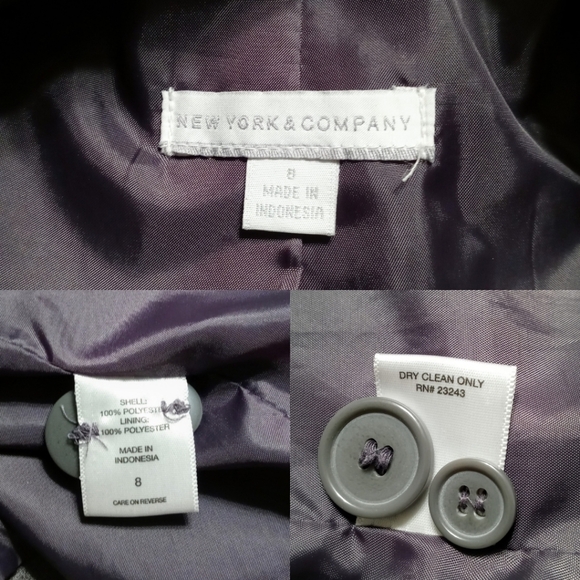 NEW YORK & COMPANY
8
MADE IN
INDONESIA
SHELL:
100% POLYESTER
LINING:
100% POLYESTER
MADE IN
INDONESIA
8
CARE ON REVERSE
DRY CLEAN ONLY
RN# 23243